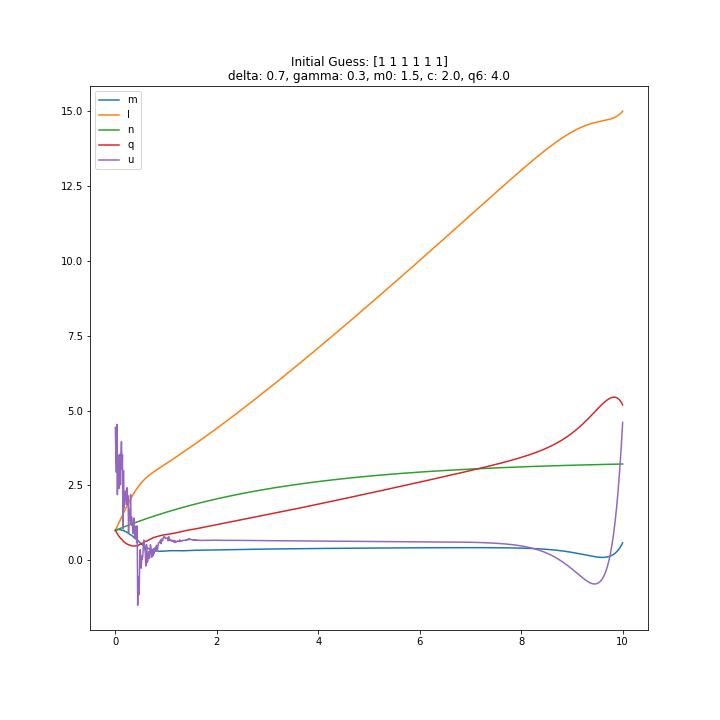 Initial Guess: [1 1 1 1 1 1]
delta: 0.7, gamma: 0.3, m0: 1.5, c: 2.0, q6: 4.0
m
l
n
q
u
15.0
12.5
10.0
7.5
5.0
2.5
0.0
0 2 4 6 8 10